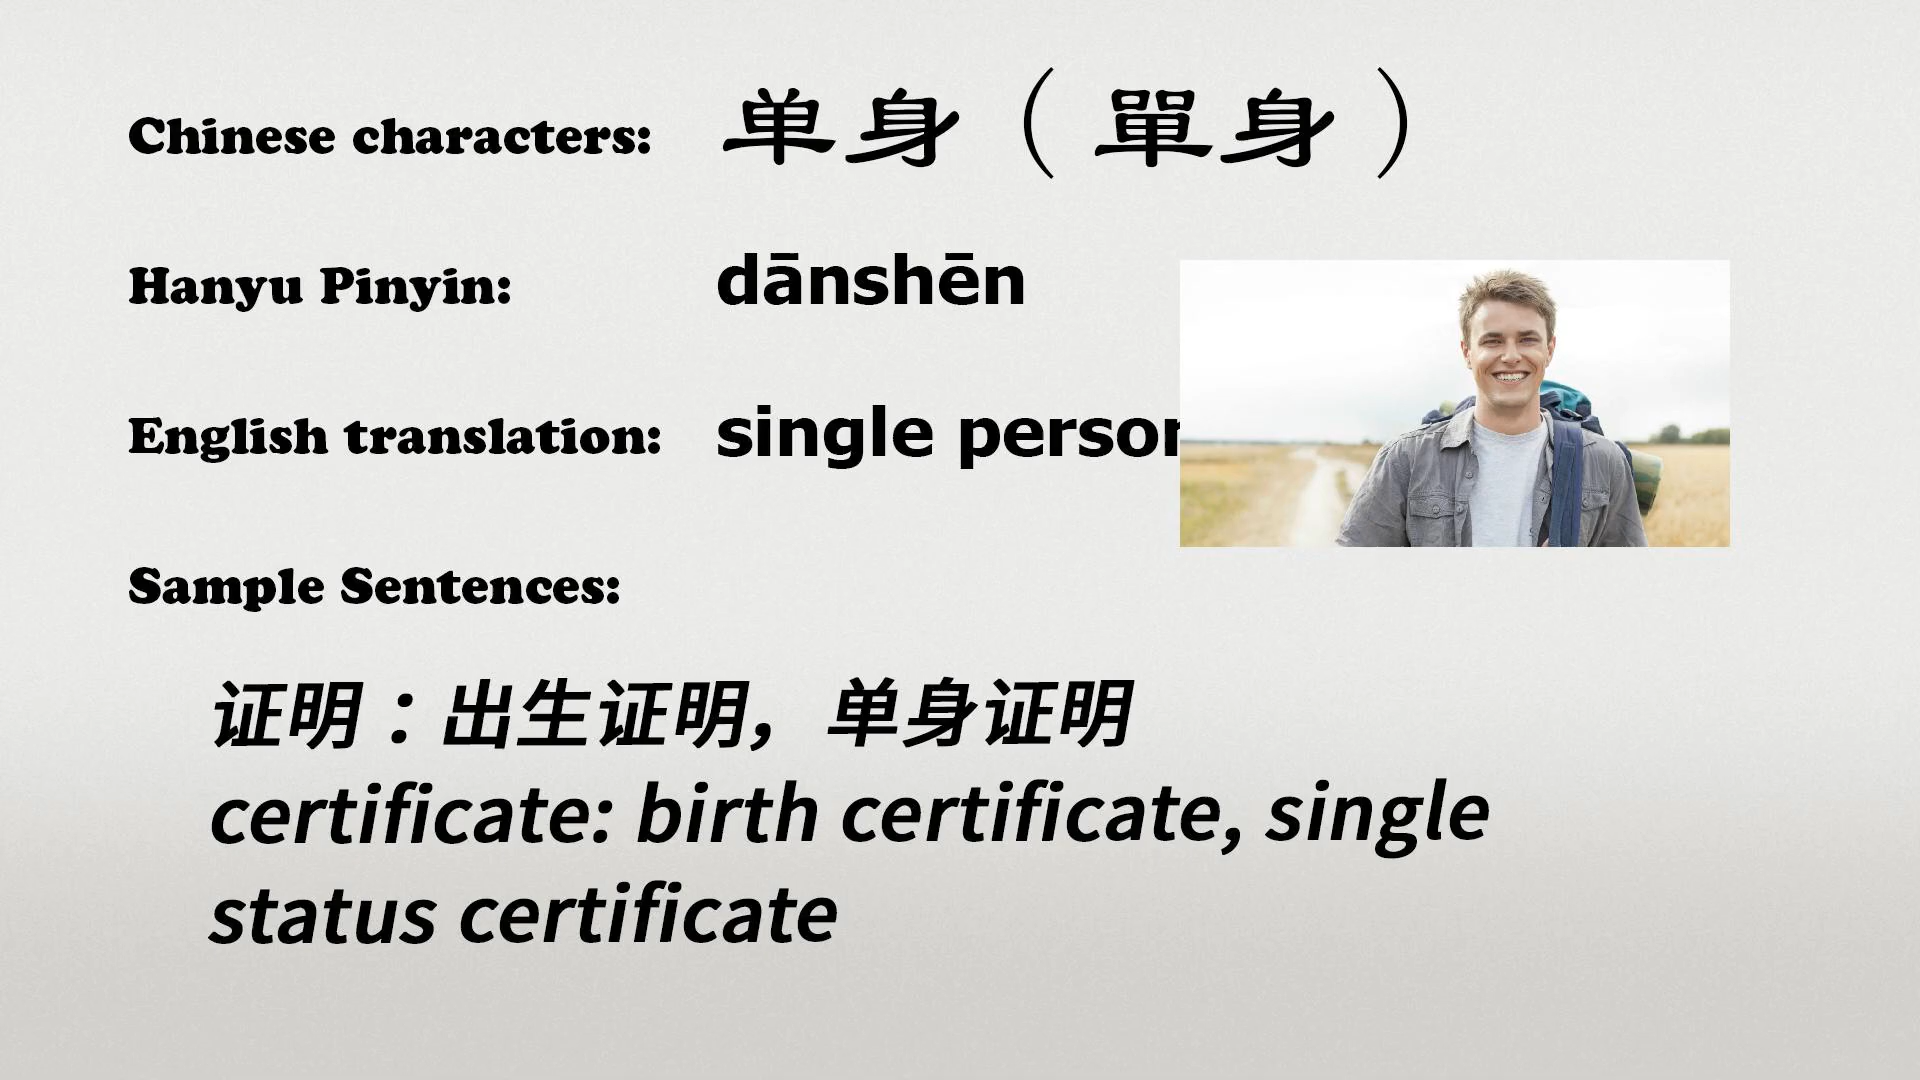 Chinese characters: 单身（單身）
Hanyu Pinyin: dānshēn
English translation: single person
Sample Sentences:
证明：出生证明，单身证明
certificate: birth certificate, single
status certificate